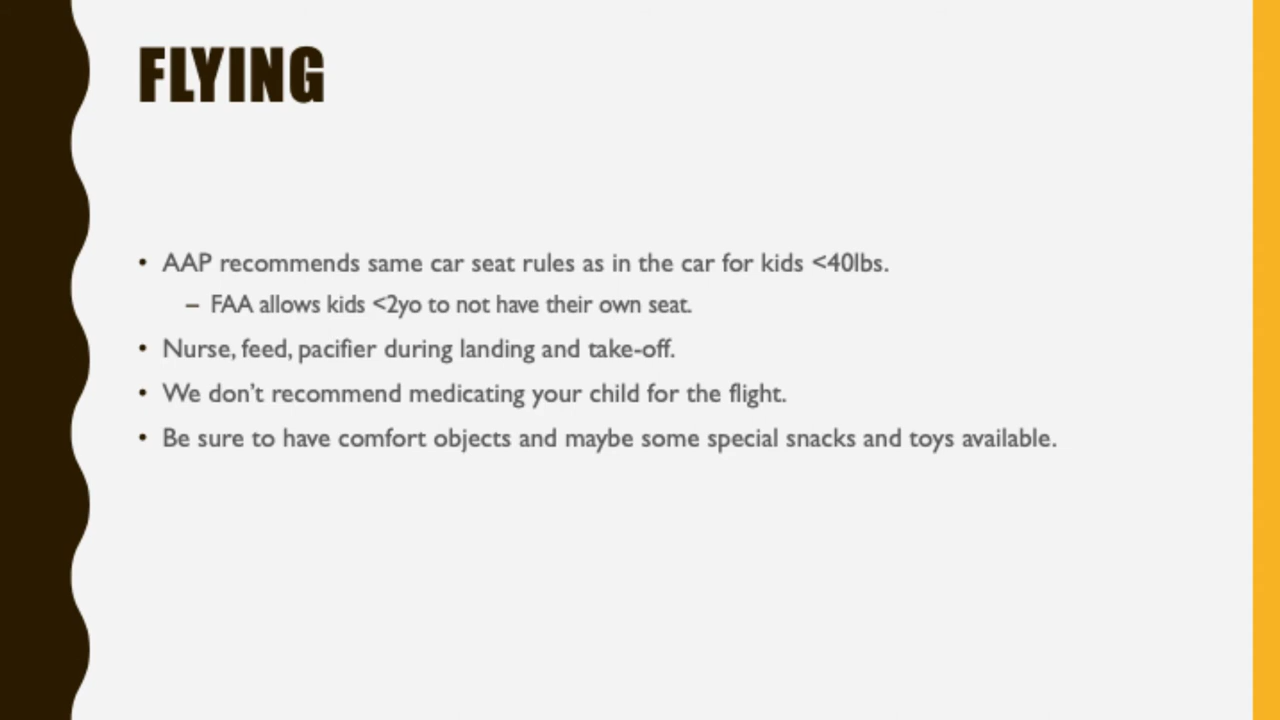 FLYING
• AAP recommends same car seat rules as in the car for kids <40lbs.
– FAA allows kids <2yo to not have their own seat.
• Nurse, feed, pacifier during landing and take-off.
• We don’t recommend medicating your child for the flight.
• Be sure to have comfort objects and maybe some special snacks and toys available.